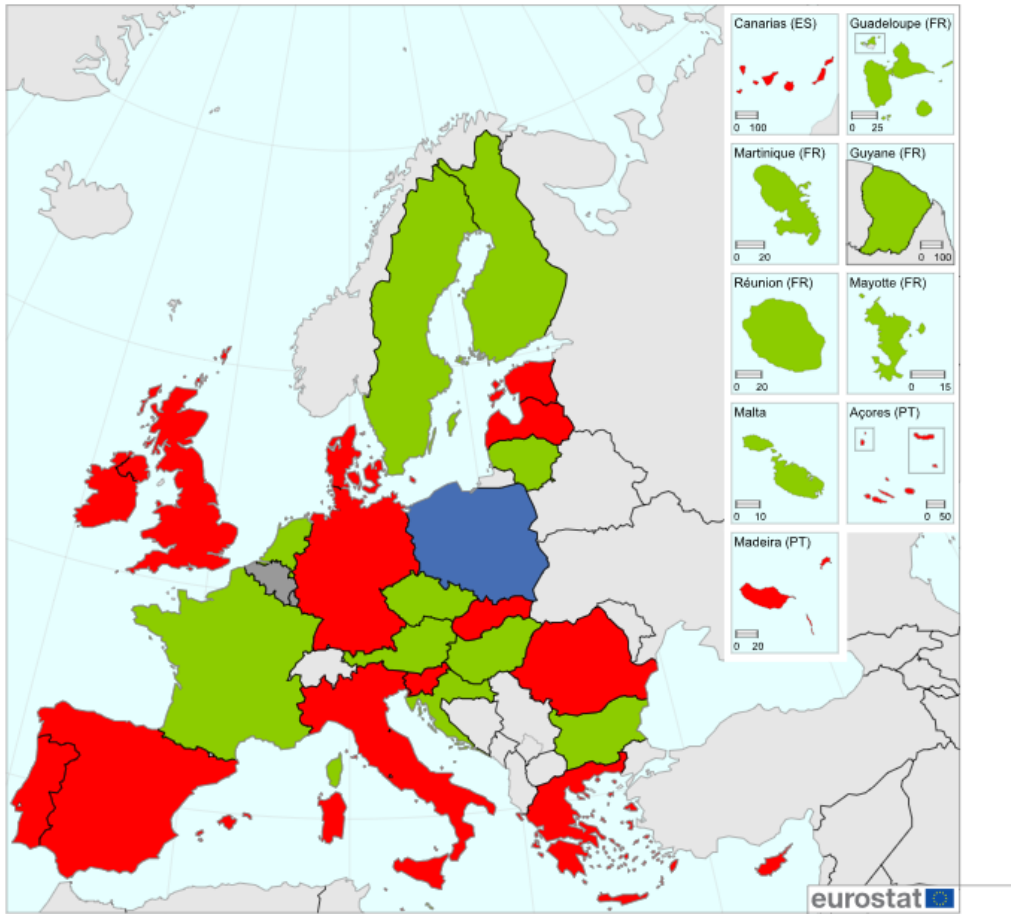 Canarias (ES)
0 100
Guadeloupe (FR)
0 25
Martinique (FR)
0 20
Guyane (FR)
0 100
Réunion (FR)
0 20
Mayotte (FR)
0 15
Malta
0 10
Açores (PT)
0 50
Madeira (PT)
0 20
eurostat